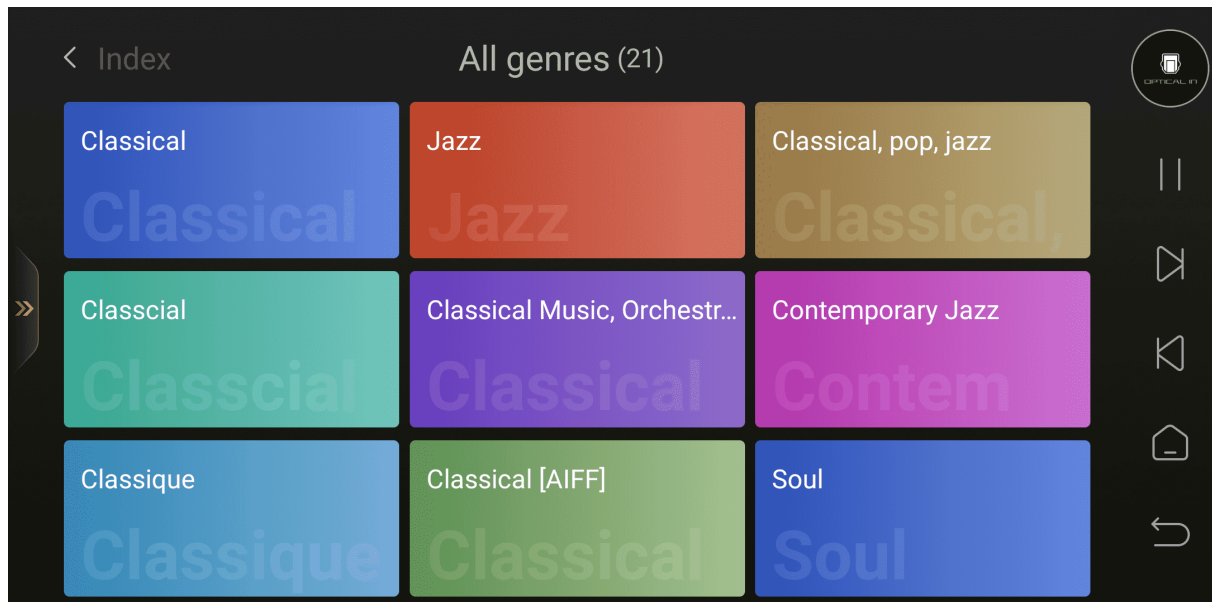 Index
All genres (21)
OPTICAL IN
Classical
Classical
Jazz
Jazz
Classical, pop, jazz
Classical,
Classcial
Classcial
Classical Music, Orchestr...
Classical
Contemporary Jazz
Contem
Classique
Classique
Classical [AIFF]
Classical
Soul
Soul